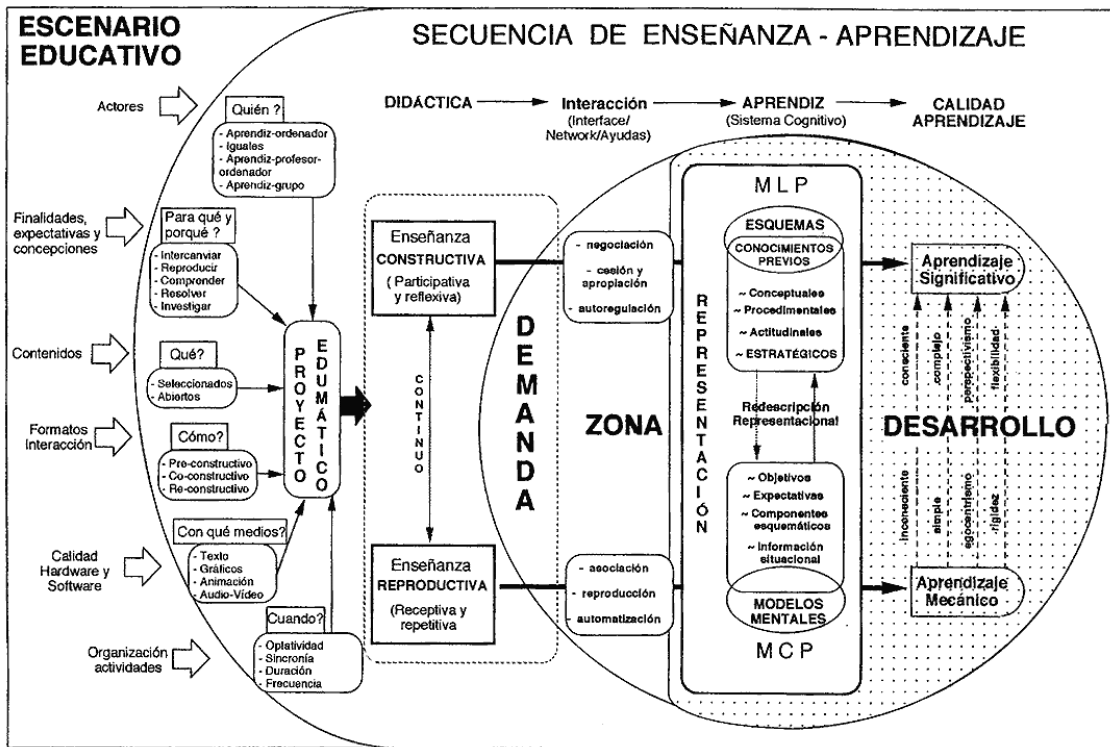 ESCENARIO
EDUCATIVO
SECUENCIA DE ENSEÑANZA - APRENDIZAJE
Actores
Quién ?
- Aprendiz-ordenador
- Iguales
- Aprendiz-profesor-
ordenador
- Aprendiz-grupo
Finalidades,
expectativas y
concepciones
Para qué y
porqué ?
- Intercanviar
- Reproducir
- Comprender
- Resolver
- Investigar
Contenidos
Qué?
- Seleccionados
- Abiertos
Formatos
Interacción
Cómo?
- Pre-constructivo
- Co-constructivo
- Re-constructivo
Calidad
Hardware y
Software
Con qué medios?
- Texto
- Gráficos
- Animación
- Audio-Vídeo
Organización
actividades
Cuando?
- Optatividad
- Sincronía
- Duración
- Frecuencia
PROYECTO
EDUMÁTICO
DIDÁCTICA
Interacción
(Interface/
Network/Ayudas)
APRENDIZ
(Sistema Cognitivo)
CALIDAD
APRENDIZAJE
Enseñanza
CONSTRUCTIVA
( Participativa
y reflexiva)
CONTINUO
Enseñanza
REPRODUCTIVA
(Receptiva y
repetitiva
DEMANDA
- negociación
- cesión y
apropiación
- autoregulación
ZONA
- asociación
- reproducción
- automatización
REPRESENTACIÓN
MLP
ESQUEMAS
CONOCIMIENTOS
PREVIOS
~ Conceptuales
~ Procedimentales
~ Actitudinales
~ ESTRATÉGICOS
Redescripción
Representacional
~ Objetivos
~ Expectativas
~ Componentes
esquemáticos
~ Información
situacional
MODELOS
MENTALES
MCP
Aprendizaje
Significativo
consciente
complejo
perspectivismo
flexibilidad
DESARROLLO
inconeciente
simple
egocentrismo
rigidez
Aprendizaje
Mecánico